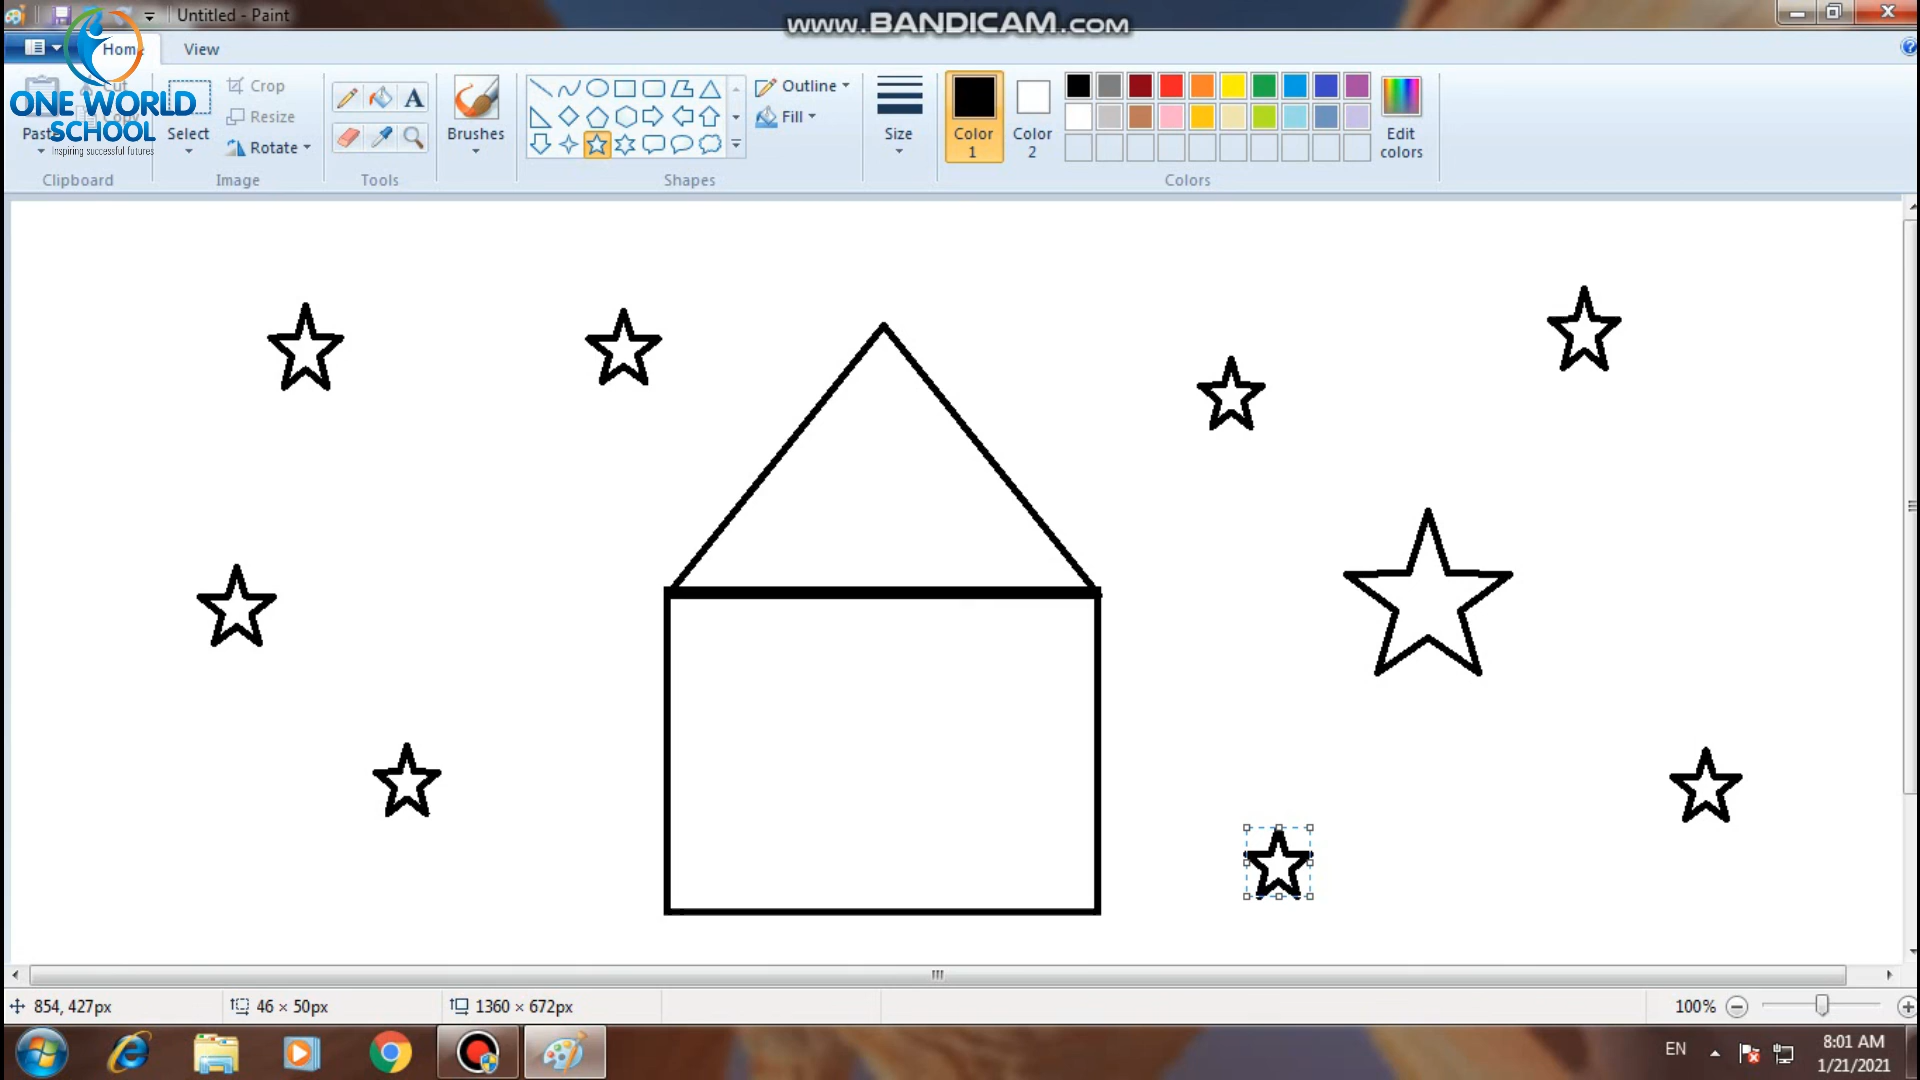 Untitled - Paint
www.BANDICAM.com
Home
View
ONE WORLD
SCHOOL
Inspiring successful futures
Cut
Copy
Paste
Select
Crop
Resize
Rotate
A
Brushes
Outline
Fill
Size
Color
1
Color
2
Edit
colors
Clipboard
Image
Tools
Shapes
Colors
854, 427px
46 × 50px
1360 × 672px
100%
EN
8:01 AM
1/21/2021